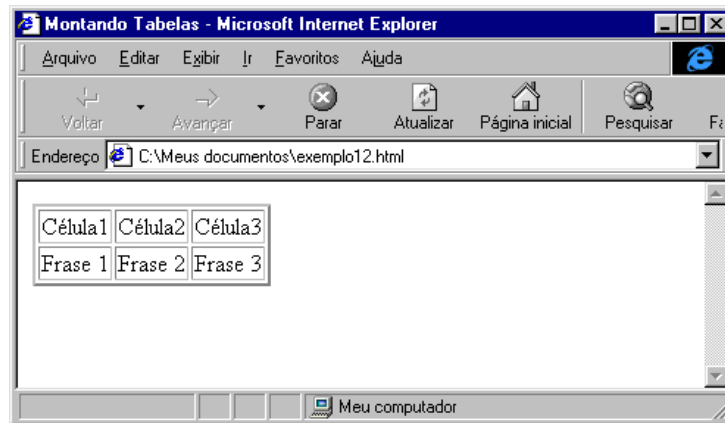 Montando Tabelas - Microsoft Internet Explorer
Arquivo Editar Exibir Ir Favoritos Ajuda
Voltar Avançar Parar Atualizar Página inicial Pesquisar
Endereço C:\Meus documentos\exemplo12.html
Célula1 Célula2 Célula3
Frase 1 Frase 2 Frase 3
Meu computador